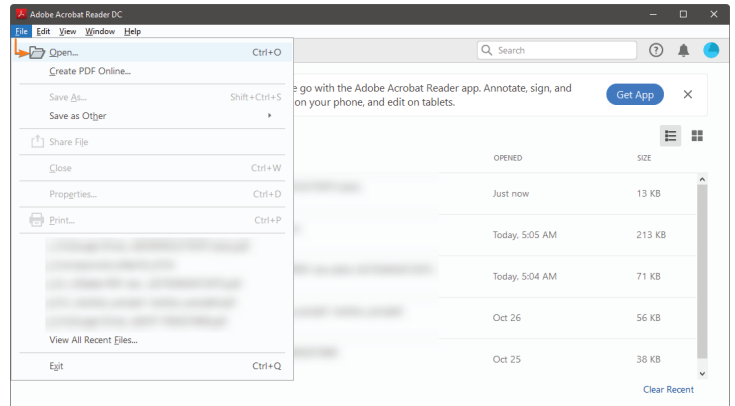 Adobe Acrobat Reader DC
File Edit View Window Help
Open... Ctrl+O
Create PDF Online...
Save As... Shift+Ctrl+S
Save as Other
Share File
Close Ctrl+W
Properties... Ctrl+D
Print... Ctrl+P
View All Recent Files...
Exit Ctrl+Q
Search
go with the Adobe Acrobat Reader app. Annotate, sign, and
on your phone, and edit on tablets.
Get App
OPENED SIZE
Just now 13 KB
Today, 5:05 AM 213 KB
Today, 5:04 AM 71 KB
Oct 26 56 KB
Oct 25 38 KB
Clear Recent